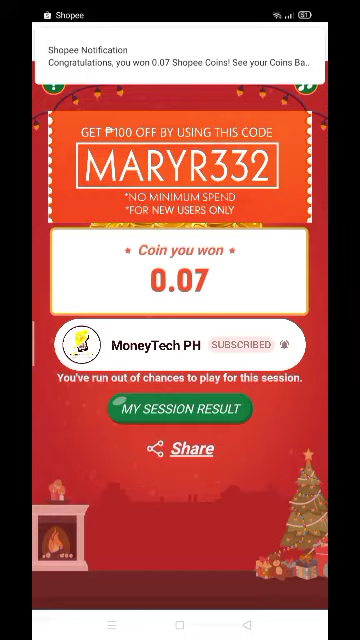 Shopee
51
Shopee Notification
Congratulations, you won 0.07 Shopee Coins! See your Coins Ba..
GET ₱100 OFF BY USING THIS CODE
MARYR332
*NO MINIMUM SPEND
*FOR NEW USERS ONLY
Coin you won
0.07
MoneyTech PH SUBSCRIBED
You've run out of chances to play for this session.
MY SESSION RESULT
Share